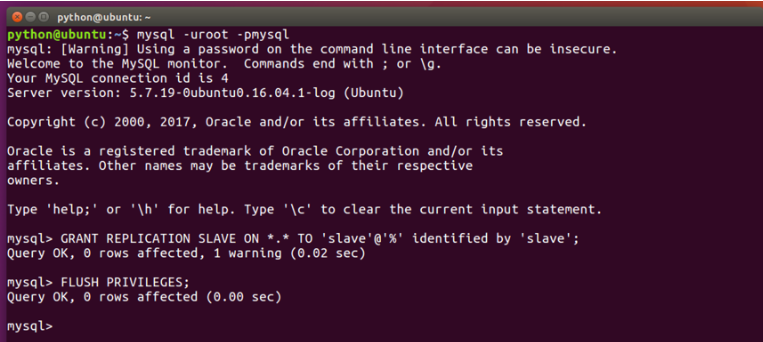 python@ubuntu: ~
python@ubuntu:~$ mysql -uroot -pmysql
mysql: [Warning] Using a password on the command line interface can be insecure.
Welcome to the MySQL monitor.  Commands end with ; or \g.
Your MySQL connection id is 4
Server version: 5.7.19-0ubuntu0.16.04.1-log (Ubuntu)
Copyright (c) 2000, 2017, Oracle and/or its affiliates. All rights reserved.
Oracle is a registered trademark of Oracle Corporation and/or its
affiliates. Other names may be trademarks of their respective
owners.
Type 'help;' or '\h' for help. Type '\c' to clear the current input statement.
mysql> GRANT REPLICATION SLAVE ON *.* TO 'slave'@'%' identified by 'slave';
Query OK, 0 rows affected, 1 warning (0.02 sec)
mysql> FLUSH PRIVILEGES;
Query OK, 0 rows affected (0.00 sec)
mysql>